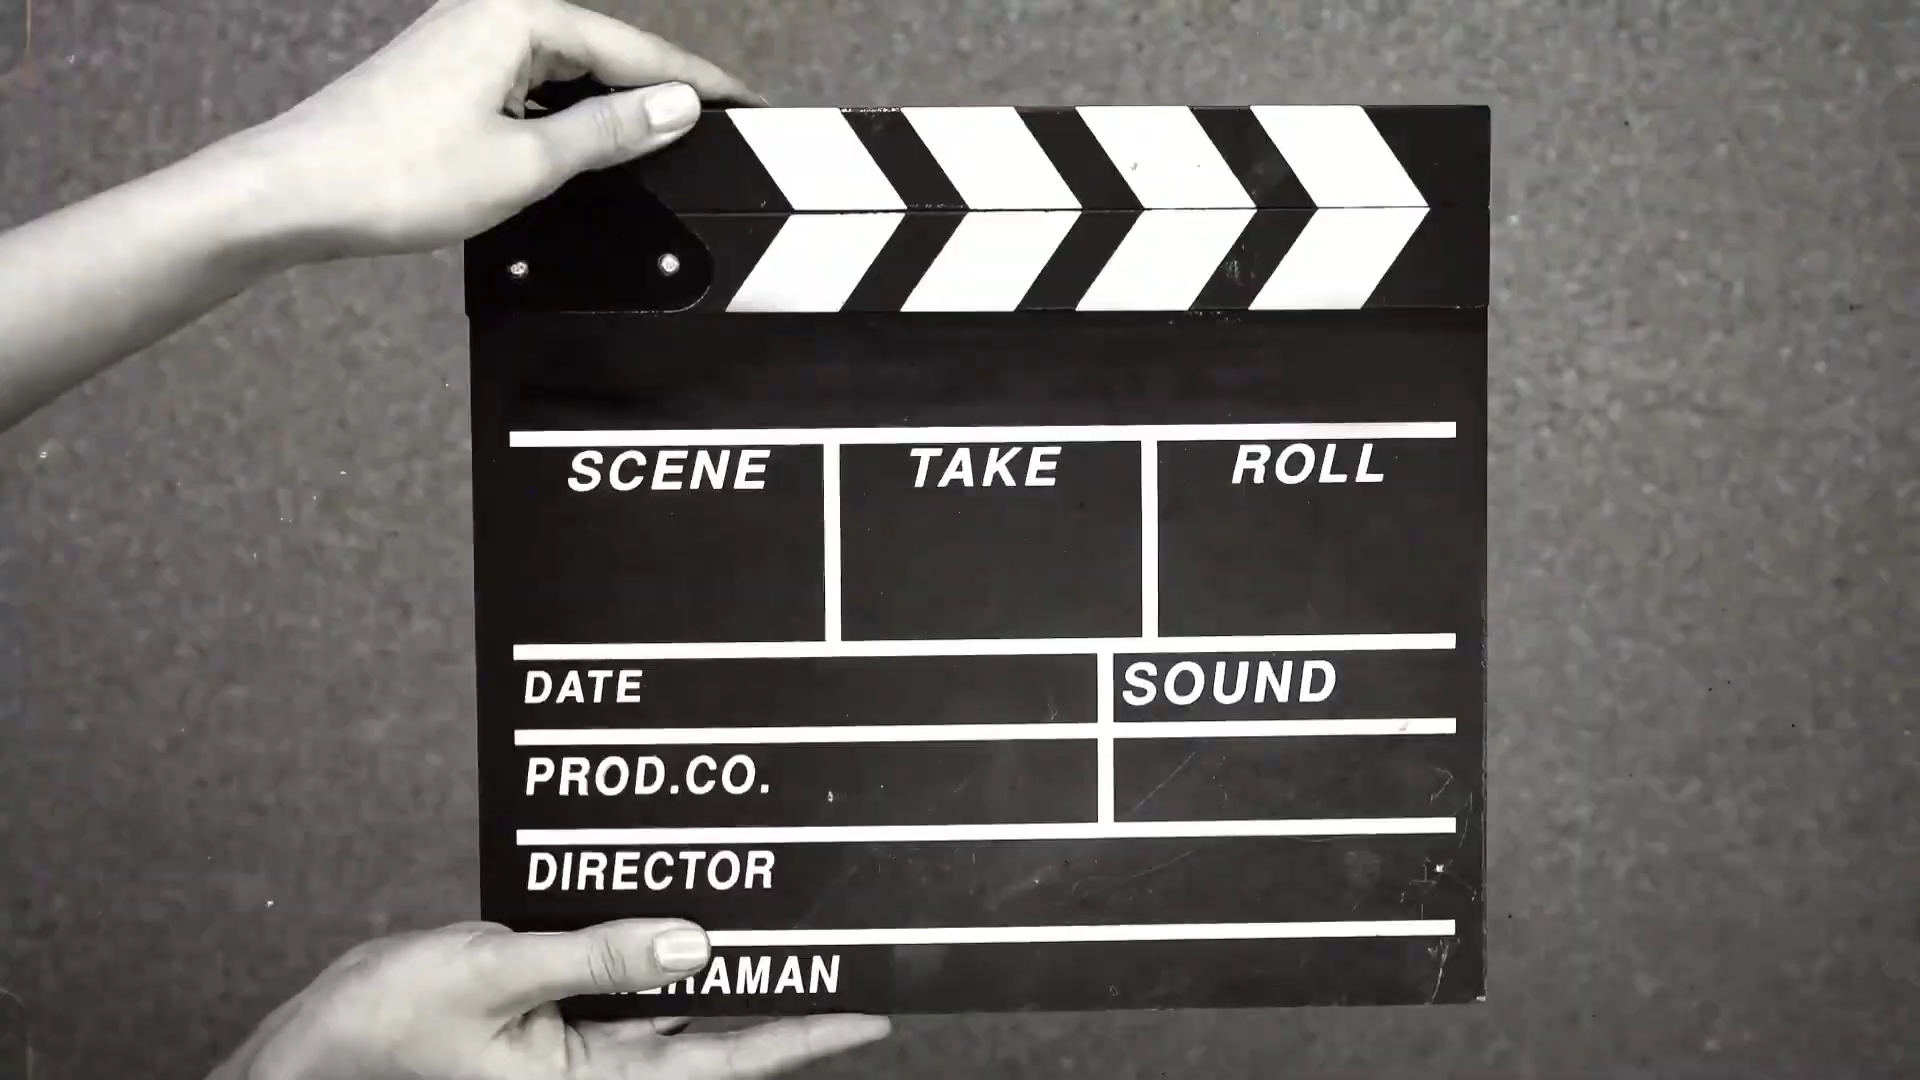 SCENE TAKE ROLL
DATE SOUND
PROD.CO.
DIRECTOR